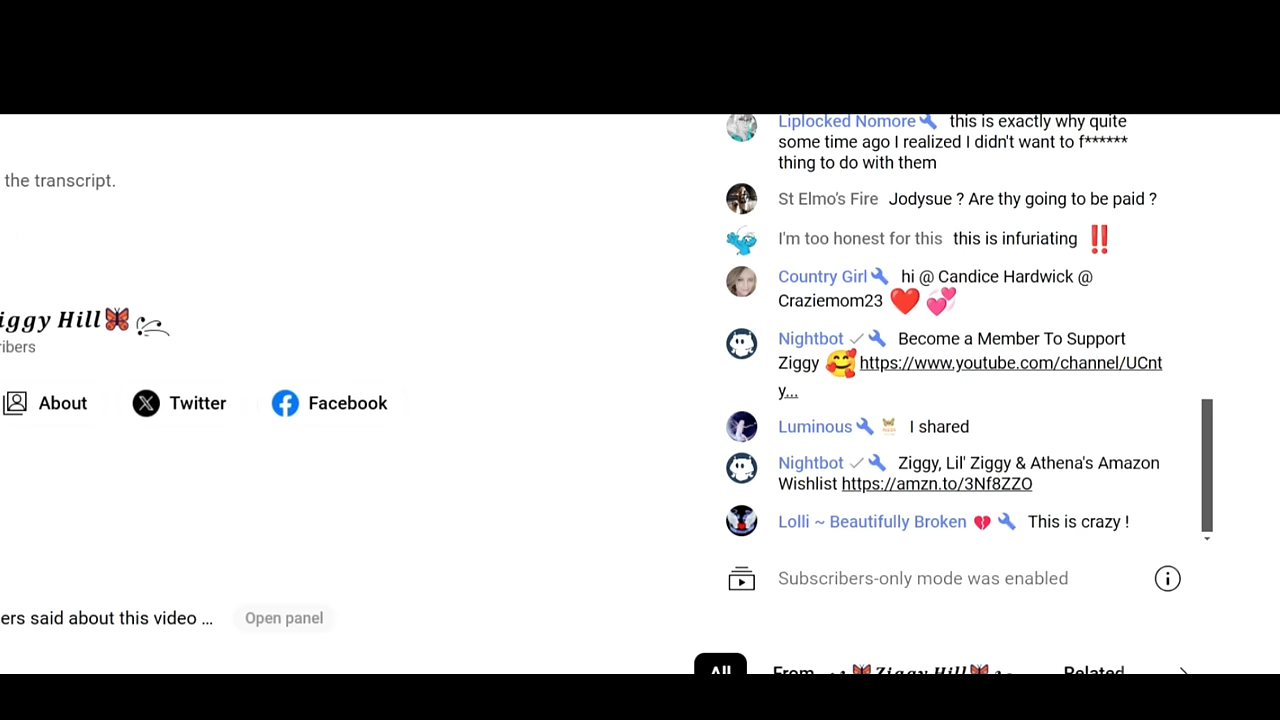 Liplocked Nomore this is exactly why quite
some time ago I realized I didn't want to f******
thing to do with them
the transcript.
St Elmo's Fire Jodysue ? Are thy going to be paid ?
I'm too honest for this this is infuriating ‼️
Country Girl hi @ Candice Hardwick @
Craziemom23 ❤️ 💞
iggy Hill🦋
ribers
Nightbot Become a Member To Support
Ziggy 🥰 https://www.youtube.com/channel/UCnt
y...
About Twitter Facebook
Luminous I shared
Nightbot Ziggy, Lil' Ziggy & Athena's Amazon
Wishlist https://amzn.to/3Nf8ZZO
Lolli ~ Beautifully Broken 💔 This is crazy !
Subscribers-only mode was enabled
ers said about this video ... Open panel
All From 🦋Ziggy Hill🦋 Related